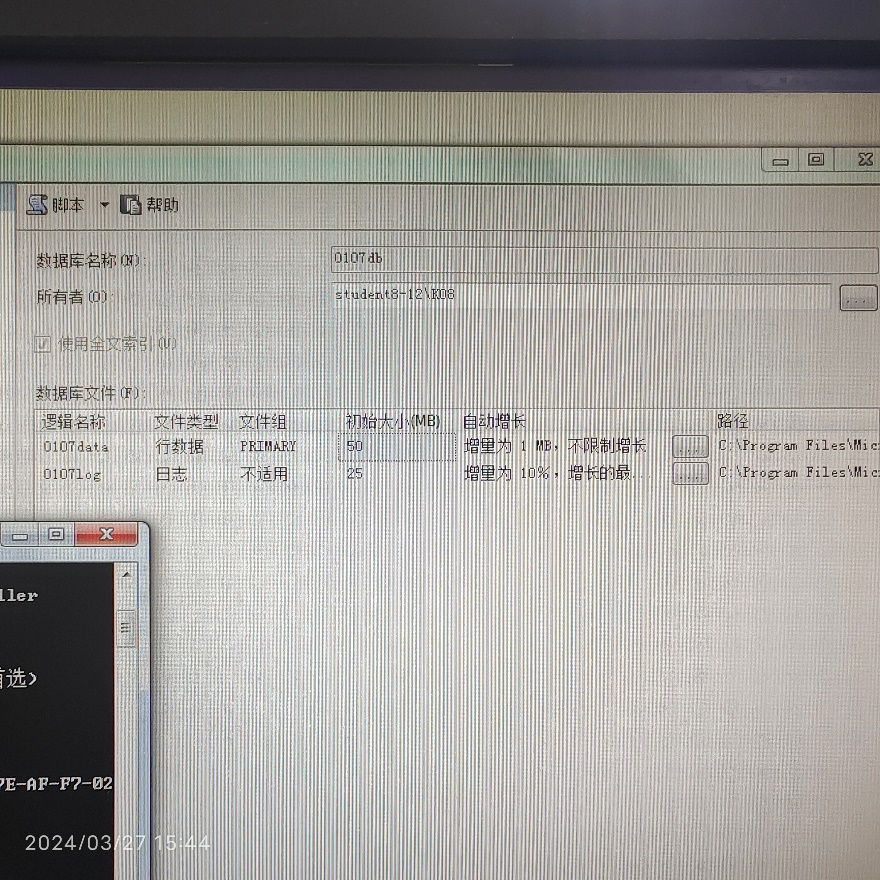 脚本 帮助
数据库名称(N): 0107db
所有者(O): student8-12\K08 ...
使用全文索引(U)
数据库文件(F):
逻辑名称 文件类型 文件组 初始大小(MB) 自动增长 路径
0107data 行数据 PRIMARY 50 增量为 1 MB，不限制增长 ... C:\Program Files\Mic
0107log 日志 不适用 25 增量为 10%，增长的最... ... C:\Program Files\Mic
ller
选>
7E-AF-F7-02
2024/03/27 15:44